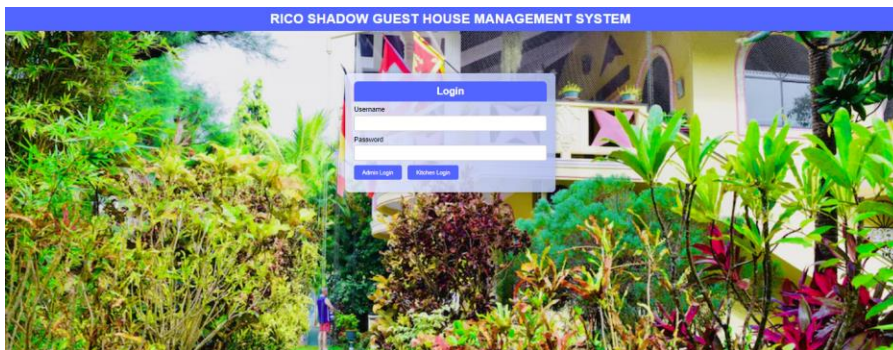 RICO SHADOW GUEST HOUSE MANAGEMENT SYSTEM
Login
Username
Password
Admin Login Kitchen Login